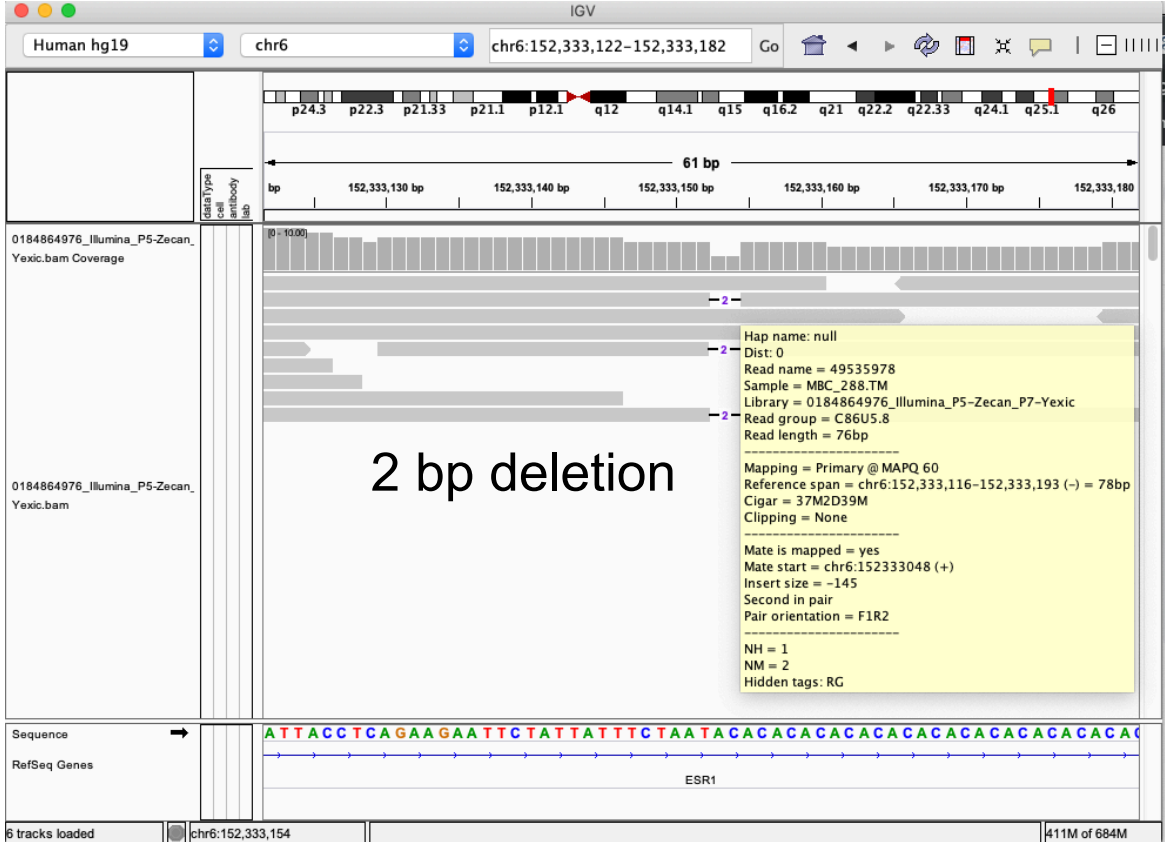 IGV
Human hg19 chr6 chr6:152,333,122-152,333,182 Go
p24.3 p22.3 p21.33 p21.1 p12.1 q12 q14.1 q15 q16.2 q21 q22.2 q22.33 q24.1 q25.1 q26
61 bp
bp 152,333,130 bp 152,333,140 bp 152,333,150 bp 152,333,160 bp 152,333,170 bp 152,333,180
dataType
cell
antibody
lab
0184864976_Illumina_P5-Zecan_
Yexic.bam Coverage
[0 - 10.00]
2
2
2
Hap name: null
Dist: 0
Read name = 49535978
Sample = MBC_288.TM
Library = 0184864976_Illumina_P5-Zecan_P7-Yexic
Read group = C86U5.8
Read length = 76bp
----------------------
Mapping = Primary @ MAPQ 60
Reference span = chr6:152,333,116-152,333,193 (-) = 78bp
Cigar = 37M2D39M
Clipping = None
----------------------
Mate is mapped = yes
Mate start = chr6:152333048 (+)
Insert size = -145
Second in pair
Pair orientation = F1R2
----------------------
NH = 1
NM = 2
Hidden tags: RG
2 bp deletion
0184864976_Illumina_P5-Zecan_
Yexic.bam
Sequence
ATTACCTCAGAAGAATTCTATTATTTCTAATACACACACACACACACACACACACACAC
RefSeq Genes
ESR1
6 tracks loaded chr6:152,333,154 411M of 684M